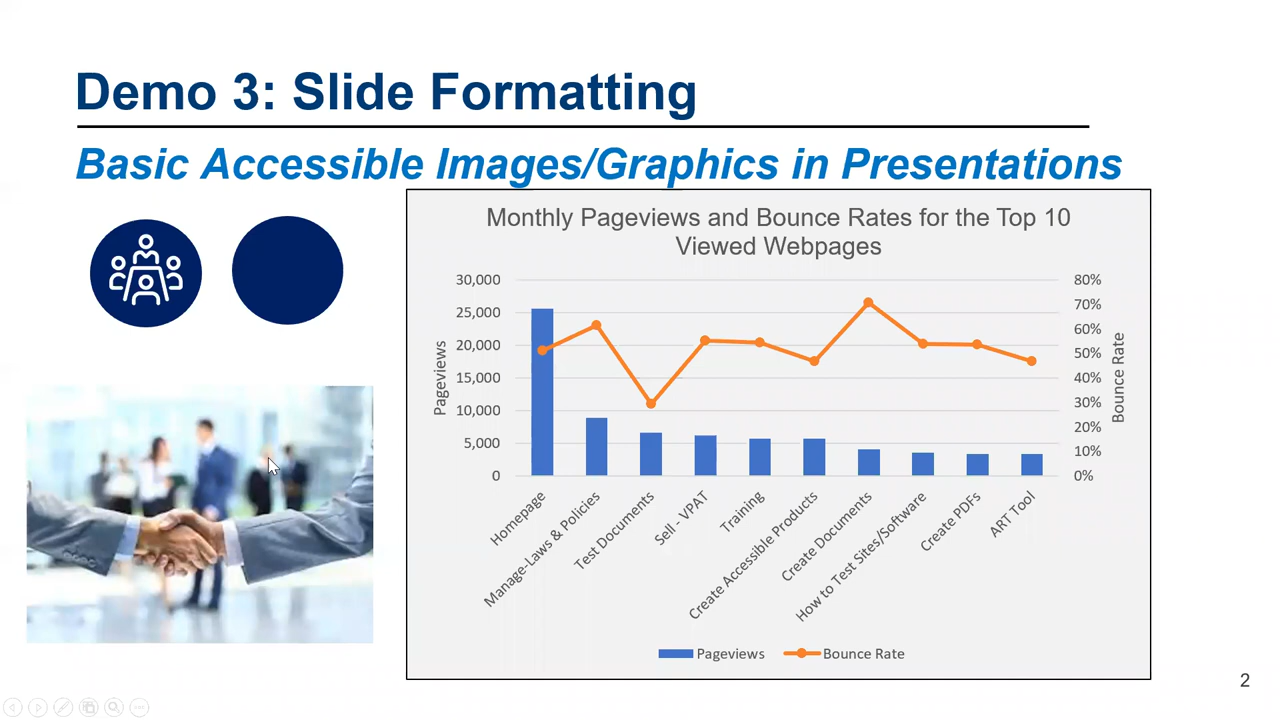 Demo 3: Slide Formatting
Basic Accessible Images/Graphics in Presentations
Monthly Pageviews and Bounce Rates for the Top 10
Viewed Webpages
30,000
25,000
20,000
15,000
10,000
5,000
0
Pageviews
80%
70%
60%
50%
40%
30%
20%
10%
0%
Bounce Rate
Homepage
Manage-Laws & Policies
Test Documents
Sell - VPAT
Training
Create Accessible Products
Create Documents
How to Test Sites/Software
Create PDFs
ART Tool
Pageviews
Bounce Rate
2